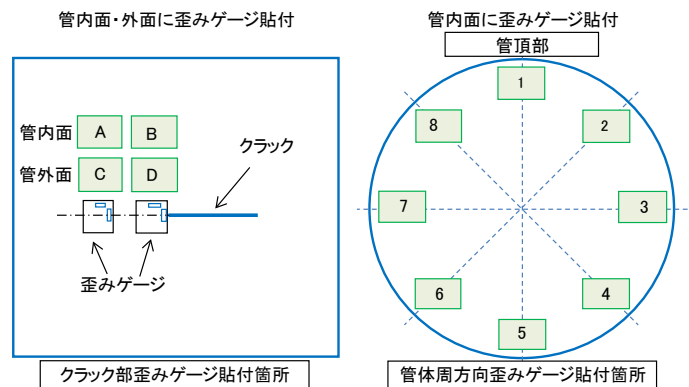 管内面・外面に歪みゲージ貼付
管内面 A B
管外面 C D
クラック
歪みゲージ
クラック部歪みゲージ貼付箇所
管内面に歪みゲージ貼付
管頂部
1
8 2
7 3
6 4
5
管体周方向歪みゲージ貼付箇所